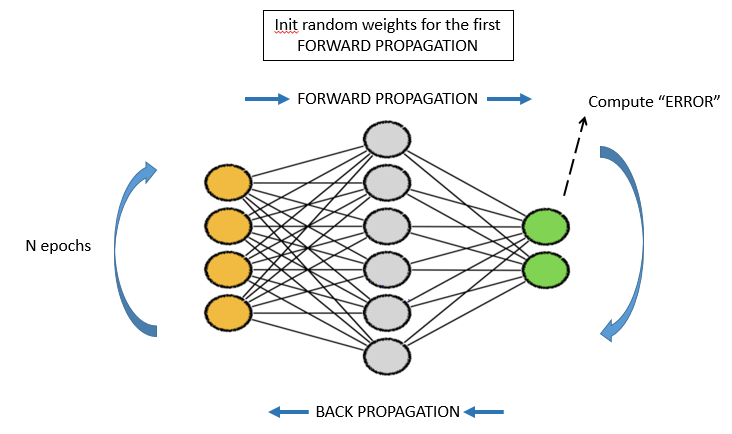 Init random weights for the first
FORWARD PROPAGATION
FORWARD PROPAGATION
Compute “ERROR”
N epochs
BACK PROPAGATION